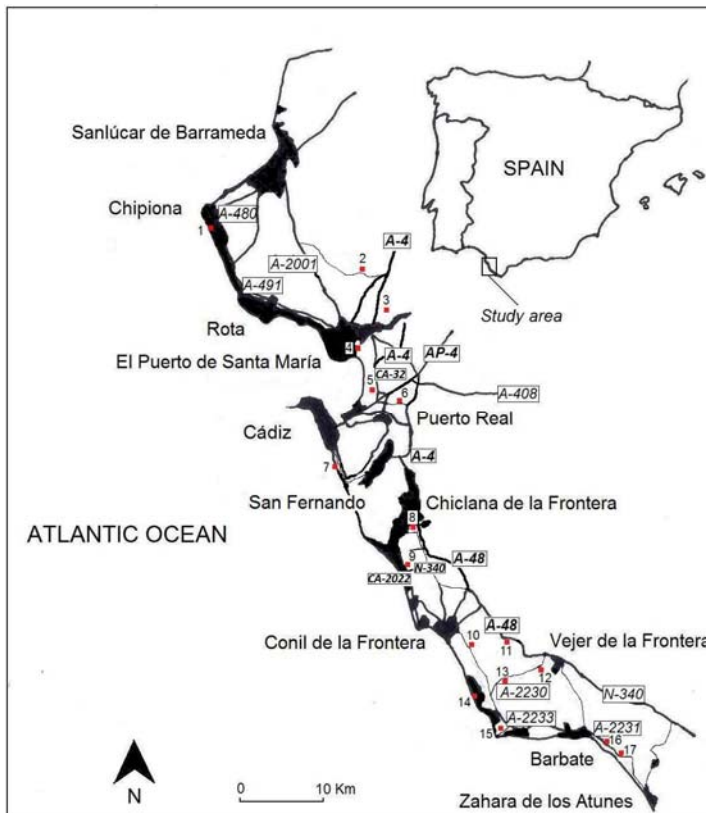 Sanlúcar de Barrameda
SPAIN
Chipiona
A-480
1
A-4
2
A-2001
A-491
3
Study area
Rota
4
A-4
AP-4
El Puerto de Santa María
CA-32
5
6
A-408
Puerto Real
Cádiz
A-4
7
San Fernando
Chiclana de la Frontera
8
ATLANTIC OCEAN
A-48
9
N-340
CA-2022
A-48
Conil de la Frontera
10
11
Vejer de la Frontera
12
13
A-2230
N-340
14
A-2233
15
A-2231
16
17
Barbate
N
0 10 Km
Zahara de los Atunes